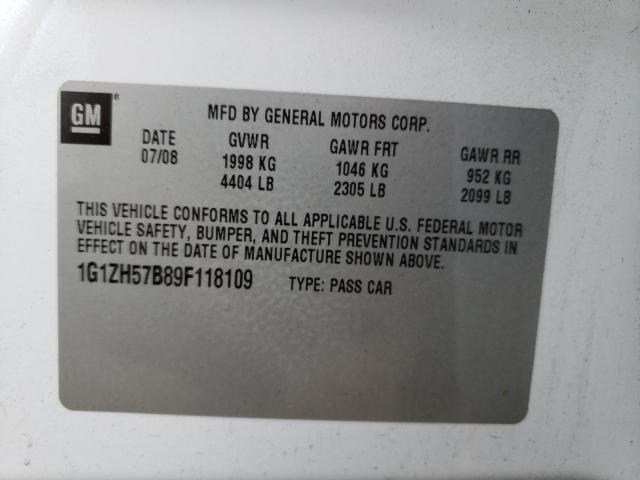 GM®
MFD BY GENERAL MOTORS CORP.
DATE GVWR GAWR FRT GAWR RR
07/08 1998 KG 1046 KG 952 KG
4404 LB 2305 LB 2099 LB
THIS VEHICLE CONFORMS TO ALL APPLICABLE U.S. FEDERAL MOTOR
VEHICLE SAFETY, BUMPER, AND THEFT PREVENTION STANDARDS IN
EFFECT ON THE DATE OF MANUFACTURE SHOWN ABOVE.
1G1ZH57B89F118109 TYPE: PASS CAR